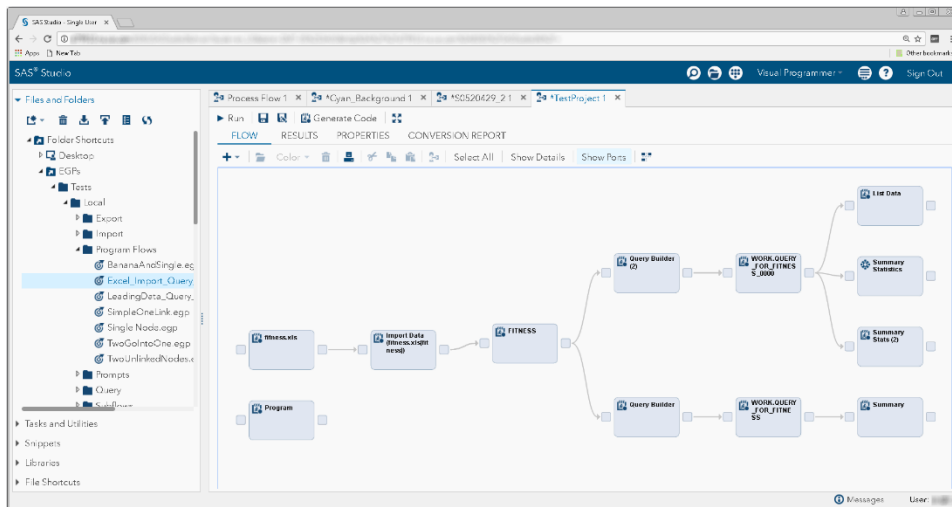 SAS Studio - Single User
Apps
New Tab
Other bookmarks
SAS® Studio
Visual Programmer
Sign Out
Files and Folders
Folder Shortcuts
Desktop
EGPs
Tests
Local
Export
Import
Program Flows
BananaAndSingle.eg
Excel_Import_Query_
LeadingData_Query_
SimpleOneLink.egp
Single Node.egp
TwoGoIntoOne.egp
TwoUnlinkedNodes.e
Prompts
Query
Subflows
Tasks and Utilities
Snippets
Libraries
File Shortcuts
Process Flow 1
*Cyan_Background 1
*S0520429_2 1
*TestProject 1
Run
Generate Code
FLOW RESULTS PROPERTIES CONVERSION REPORT
Color
Select All
Show Details
Show Ports
List Data
Query Builder
(2)
WORK.QUERY
_FOR_FITNES
S_0000
Summary
Statistics
fitness.xls
Import Data
(fitness.xls[fit
ness])
FITNESS
Summary
Stats (2)
Program
Query Builder
WORK.QUERY
_FOR_FITNE
SS
Summary
Messages
User: